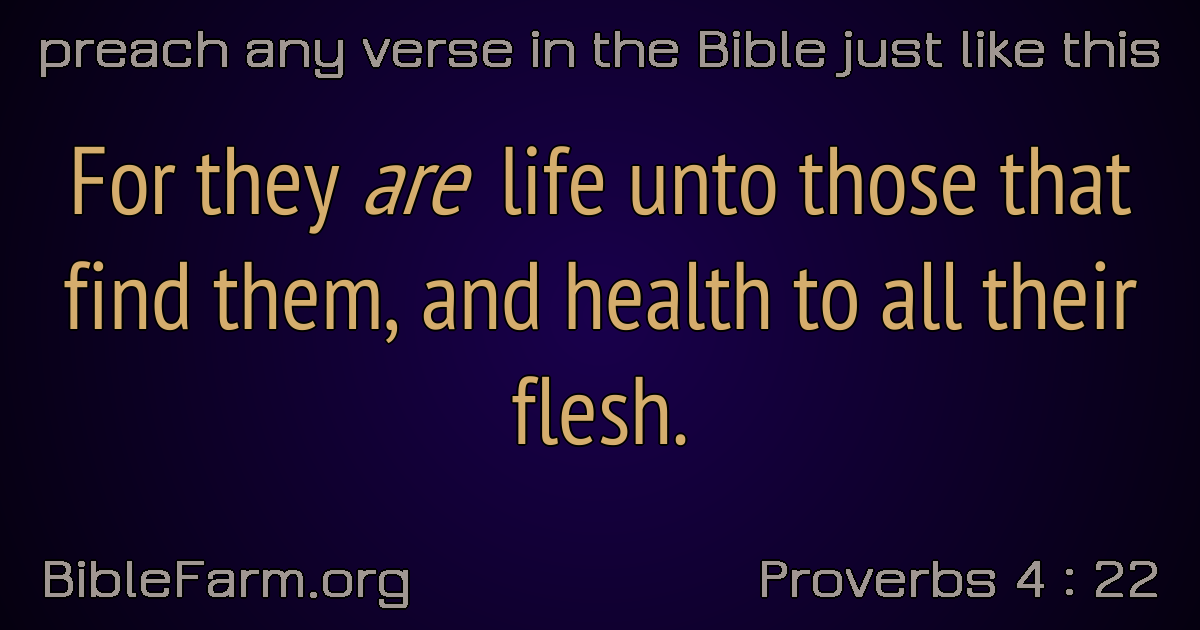 preach any verse in the Bible just like this
For they are life unto those that
find them, and health to all their
flesh.
BibleFarm.org
Proverbs 4 : 22